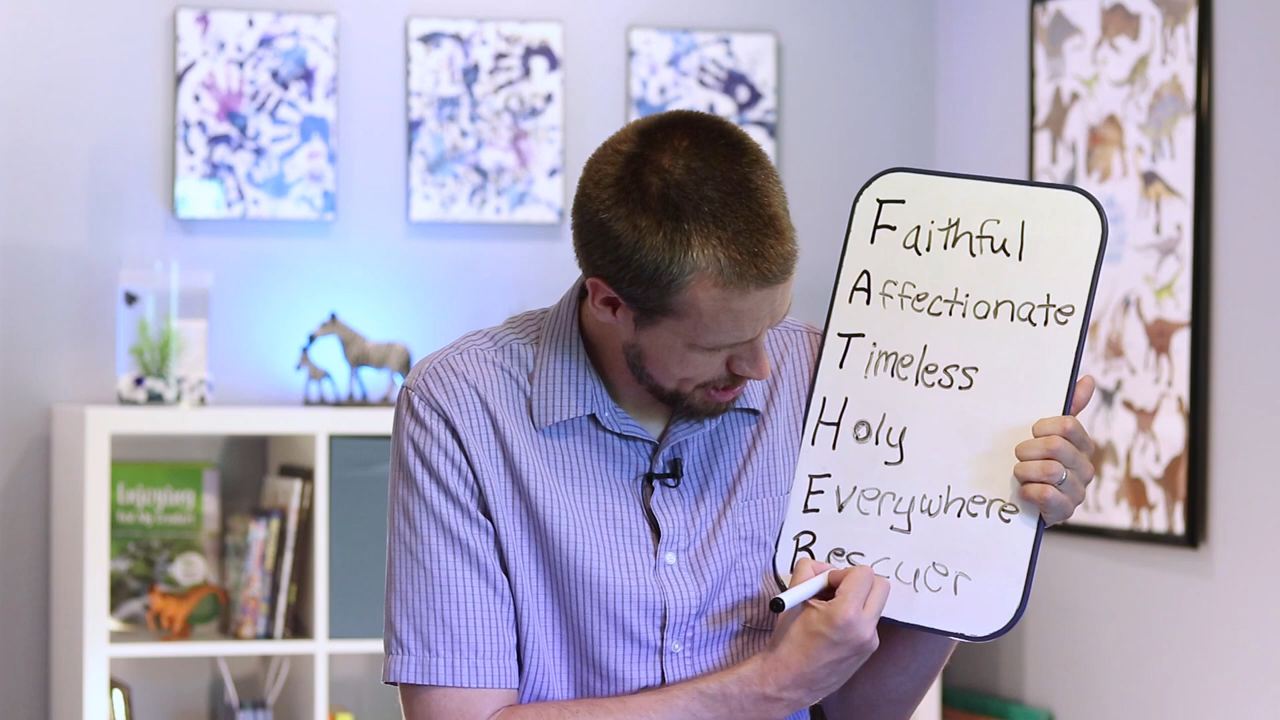 Faithful
Affectionate
Timeless
Holy
Everywhere
Rescuer